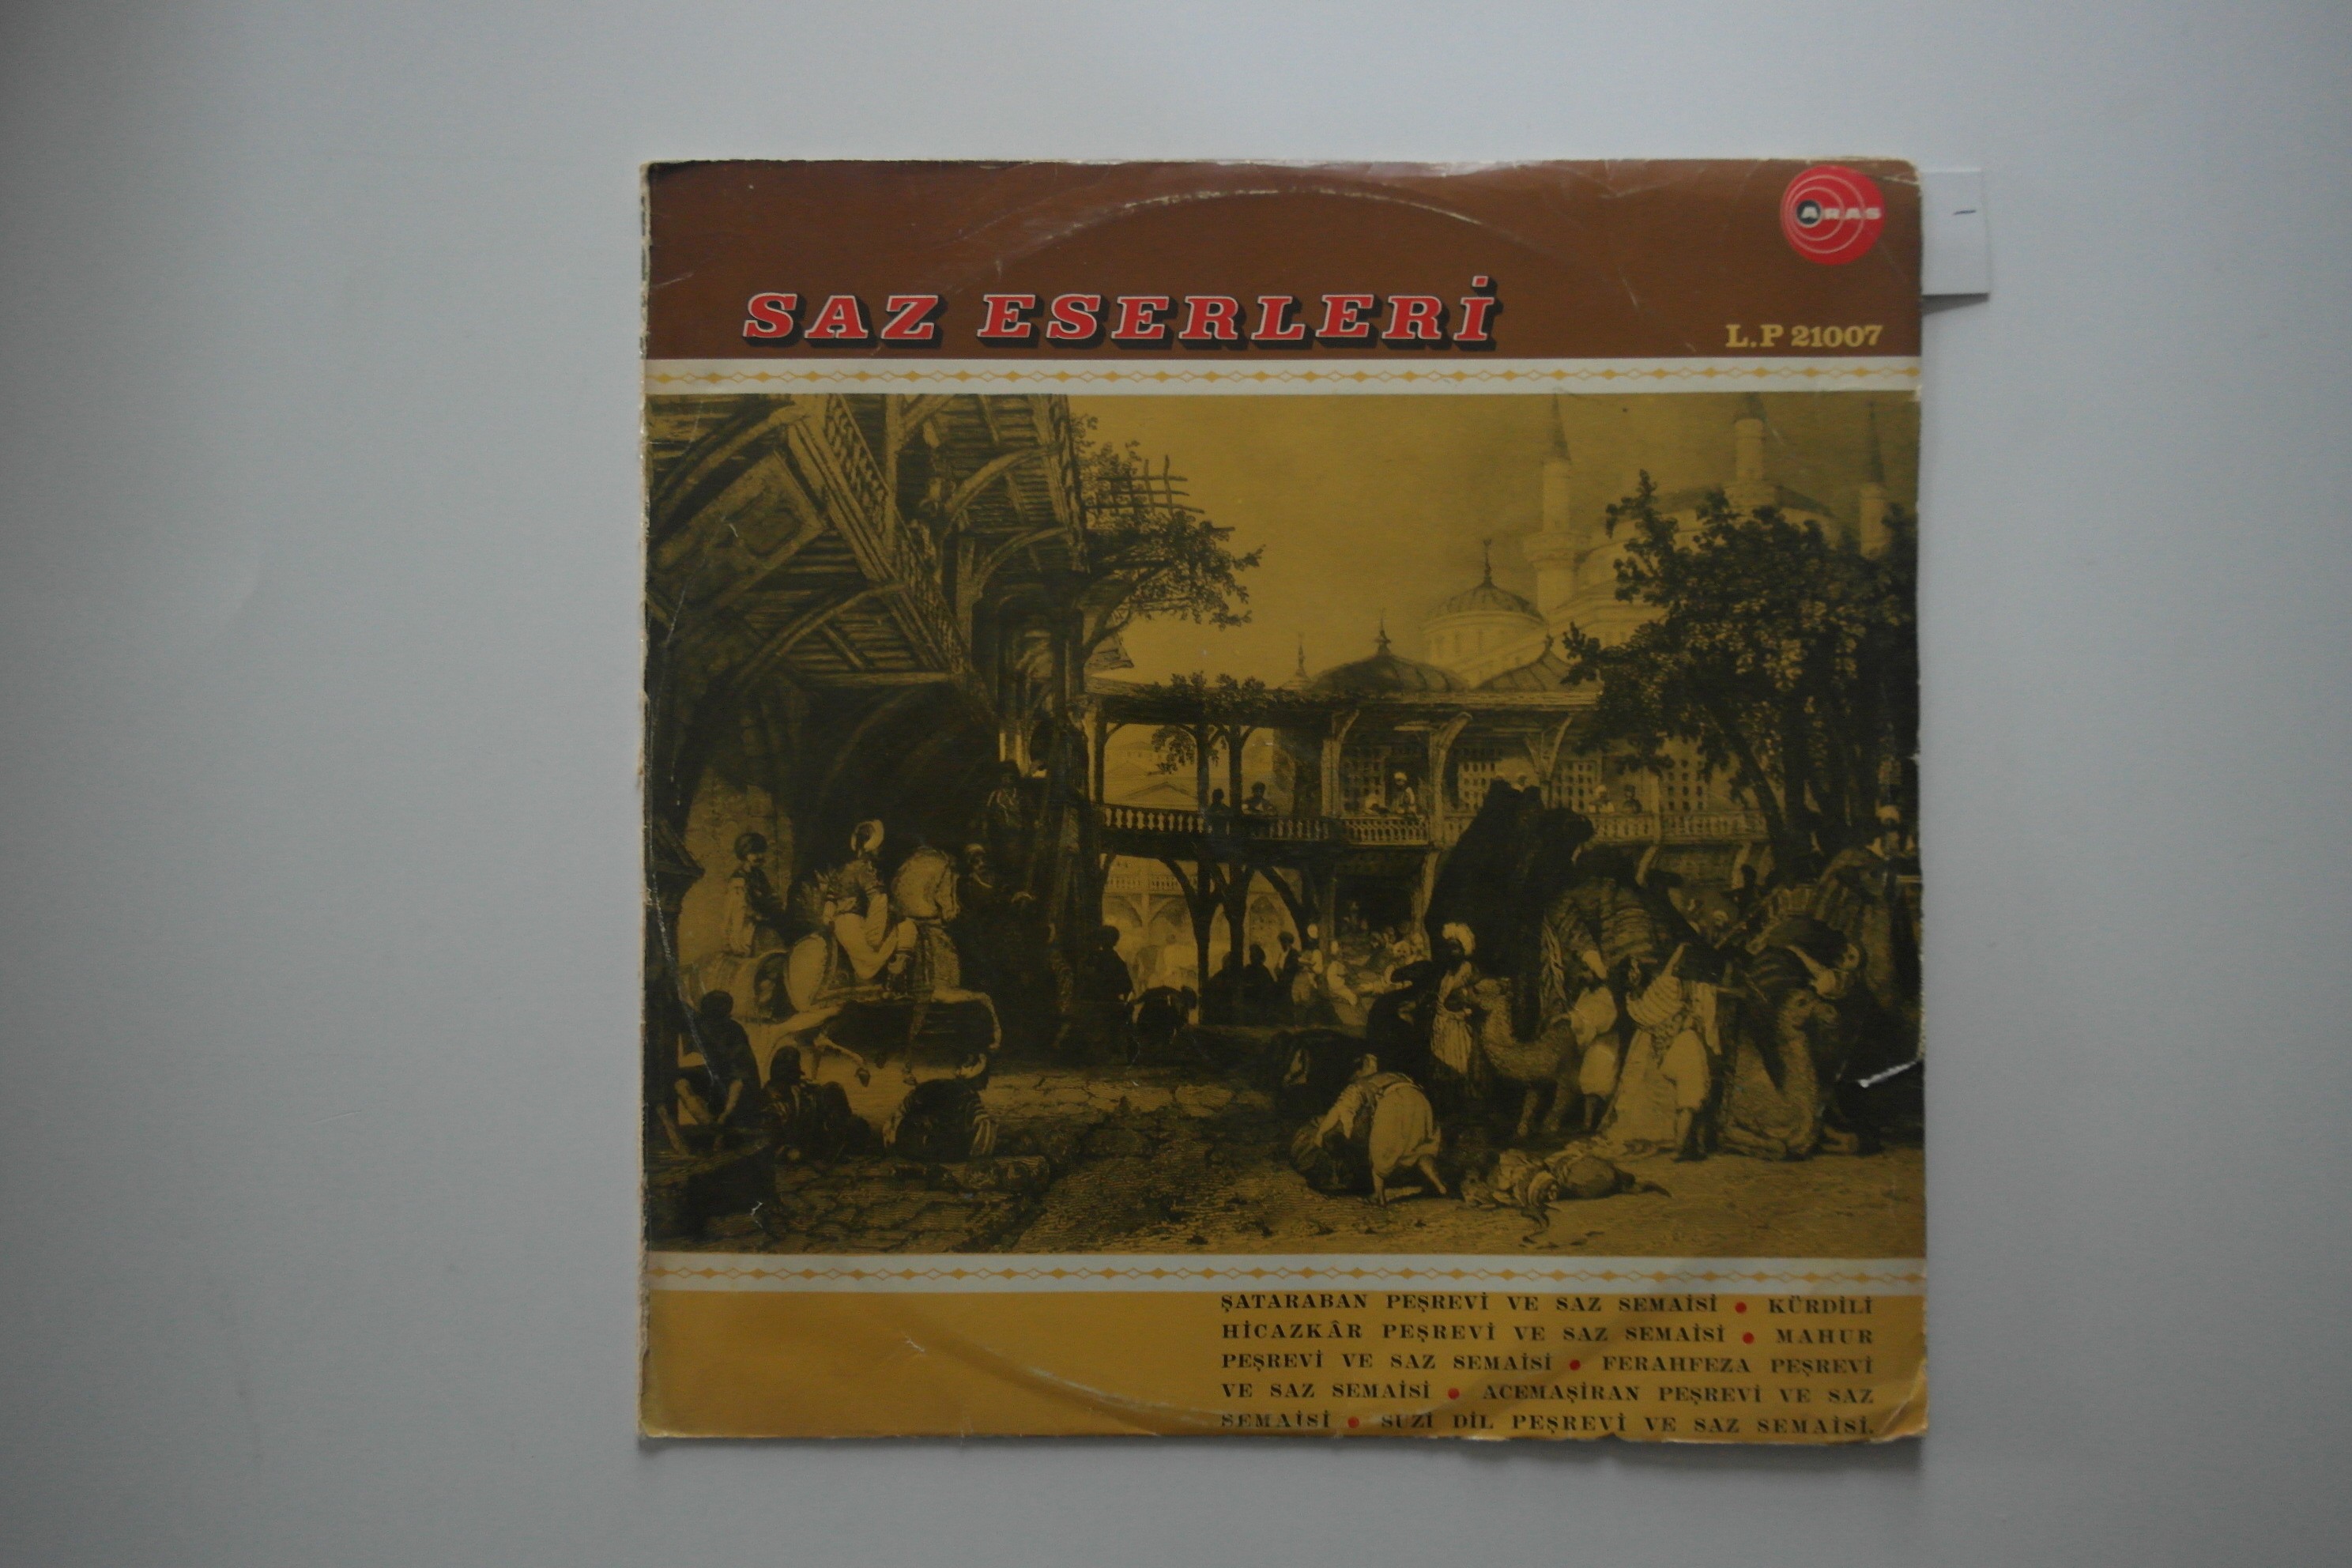 ARAS
SAZ ESERLERİ
L.P 21007
ŞATARABAN PEŞREVİ VE SAZ SEMAİSİ • KÜRDİLİ
HİCAZKÂR PEŞREVİ VE SAZ SEMAİSİ • MAHUR
PEŞREVİ VE SAZ SEMAİSİ • FERAHFEZA PEŞREVİ
VE SAZ SEMAİSİ • ACEMAŞİRAN PEŞREVİ VE SAZ
SEMAİSİ • SUZİ DİL PEŞREVİ VE SAZ SEMAİSİ.